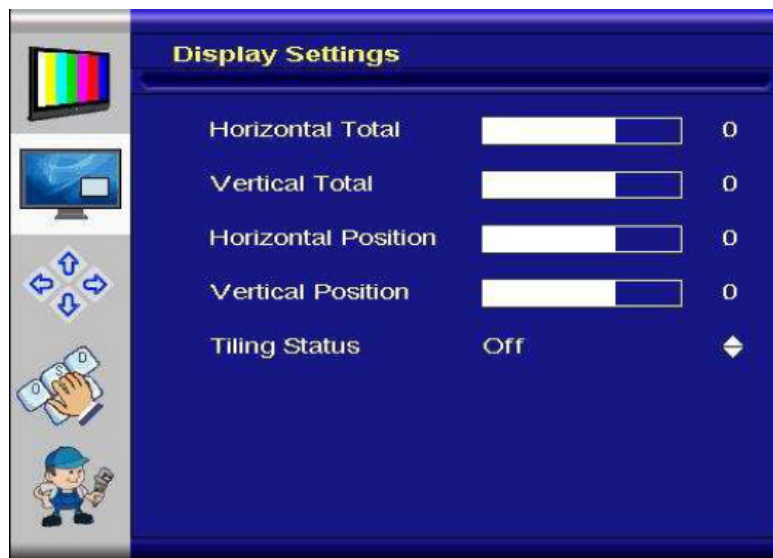 Display Settings
Horizontal Total 0
Vertical Total 0
Horizontal Position 0
Vertical Position 0
Tiling Status Off
O S D